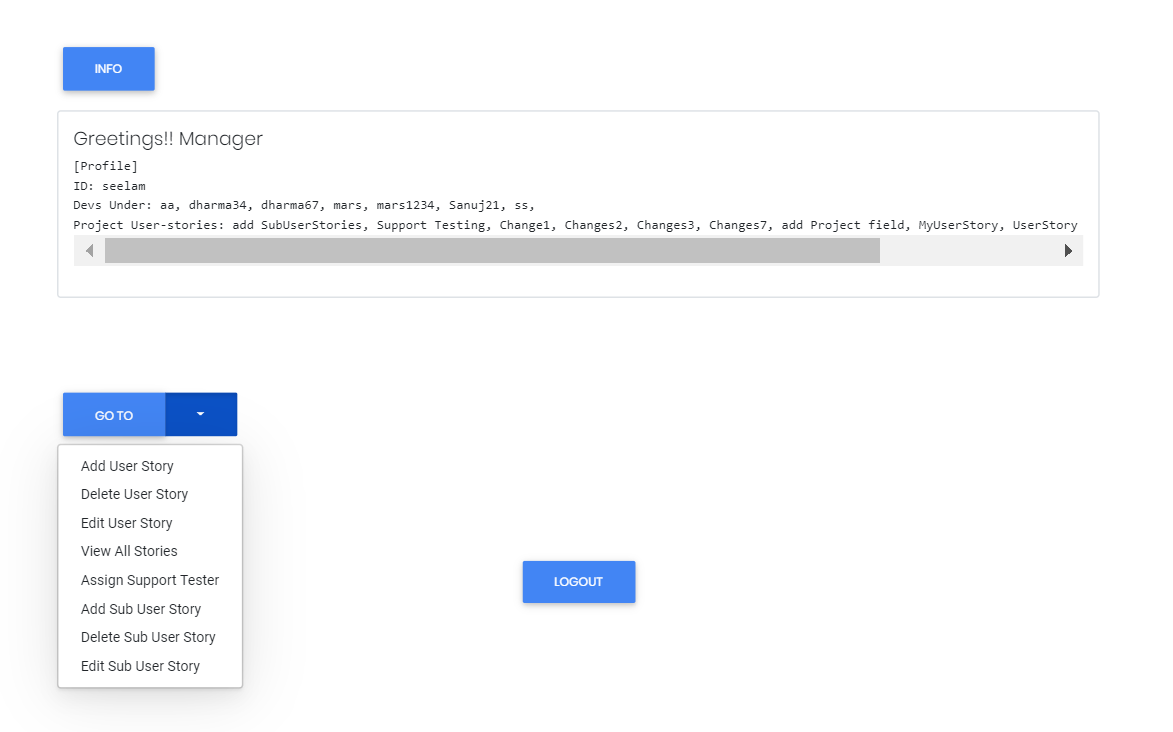 INFO
Greetings!! Manager
[Profile]
ID: seelam
Devs Under: aa, dharma34, dharma67, mars, mars1234, Sanuj21, ss,
Project User-stories: add SubUserStories, Support Testing, Change1, Changes2, Changes3, Changes7, add Project field, MyUserStory, UserStory
GO TO
Add User Story
Delete User Story
Edit User Story
View All Stories
Assign Support Tester
Add Sub User Story
Delete Sub User Story
Edit Sub User Story
LOGOUT